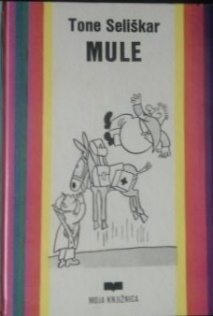 Tone Seliškar
MULE
MOJA KNJIŽNICA